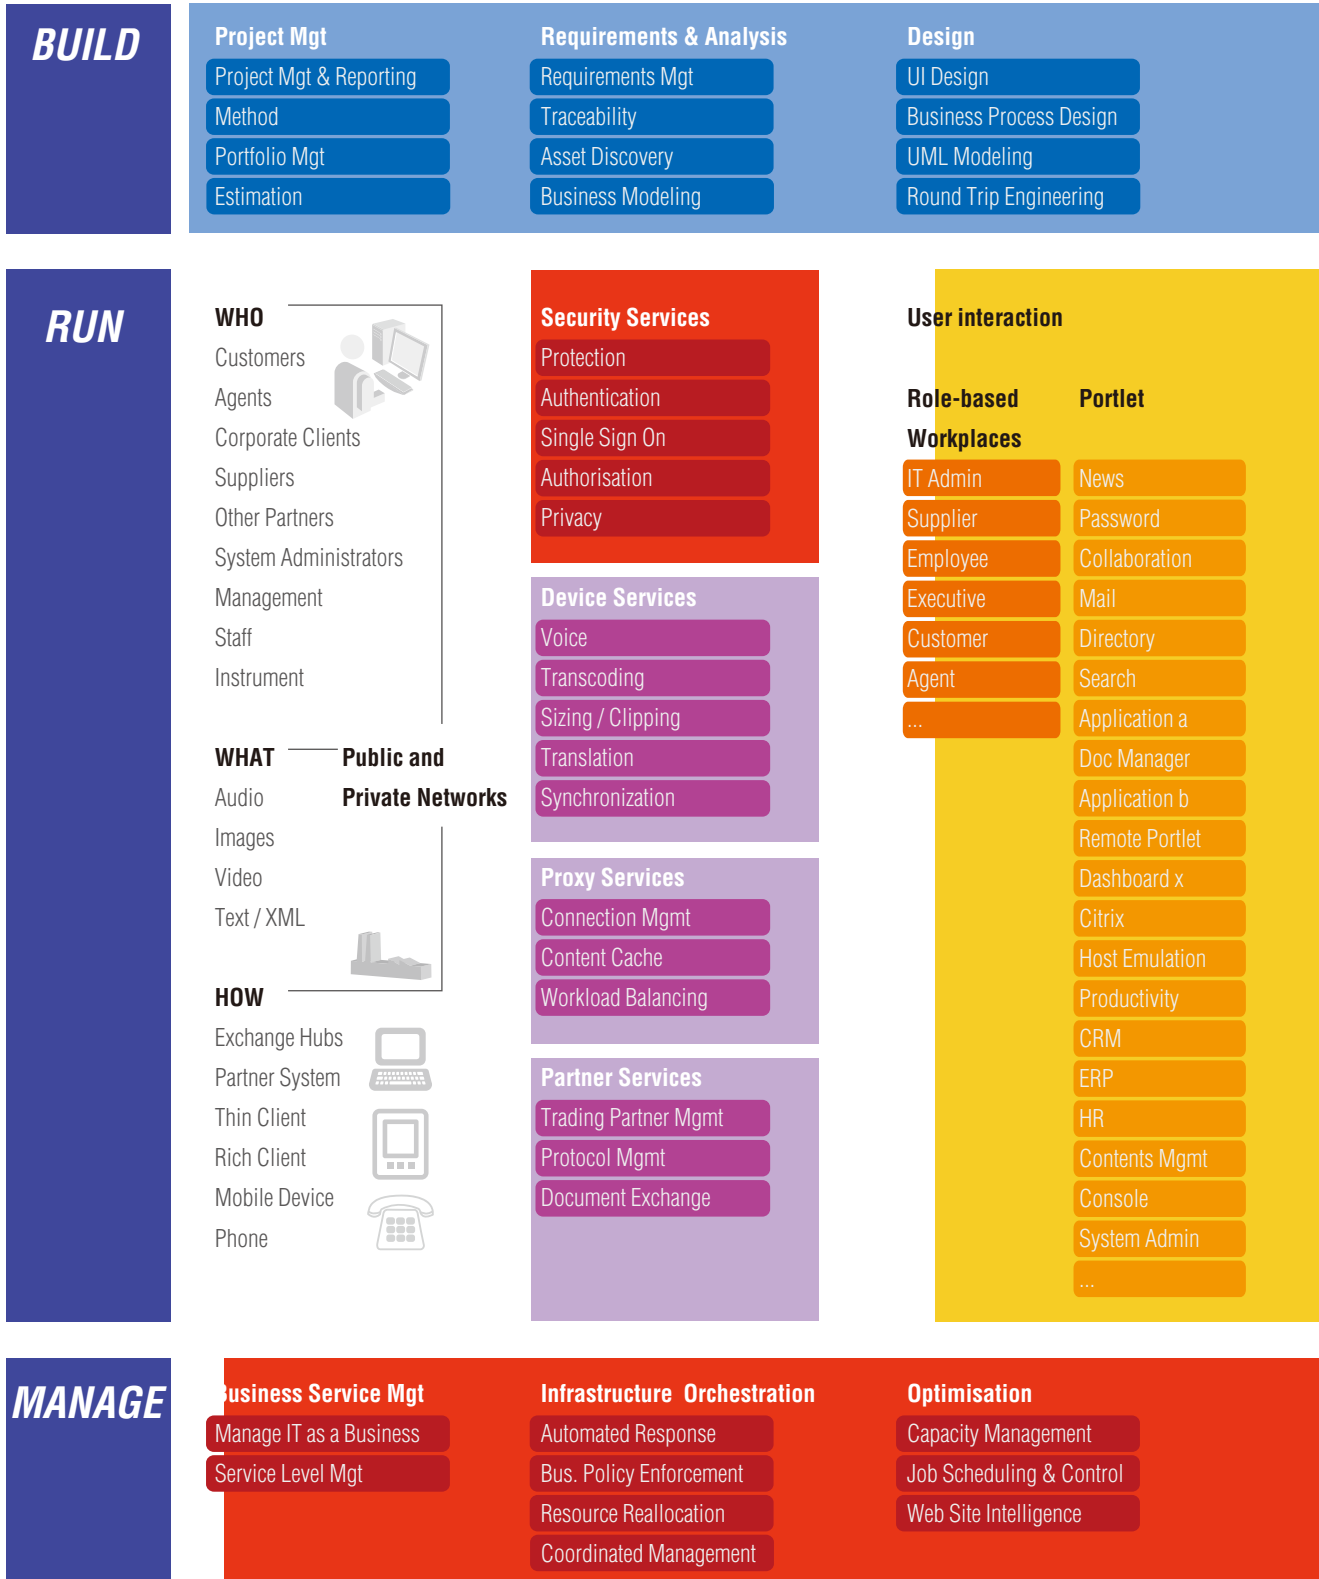 BUILD
Project Mgt
Project Mgt & Reporting
Method
Portfolio Mgt
Estimation
Requirements & Analysis
Requirements Mgt
Traceability
Asset Discovery
Business Modeling
Design
UI Design
Business Process Design
UML Modeling
Round Trip Engineering
RUN
WHO
Customers
Agents
Corporate Clients
Suppliers
Other Partners
System Administrators
Management
Staff
Instrument
WHAT
Audio
Images
Video
Text / XML
Public and
Private Networks
HOW
Exchange Hubs
Partner System
Thin Client
Rich Client
Mobile Device
Phone
Security Services
Protection
Authentication
Single Sign On
Authorisation
Privacy
Device Services
Voice
Transcoding
Sizing / Clipping
Translation
Synchronization
Proxy Services
Connection Mgmt
Content Cache
Workload Balancing
Partner Services
Trading Partner Mgmt
Protocol Mgmt
Document Exchange
User interaction
Role-based
Workplaces
IT Admin
Supplier
Employee
Executive
Customer
Agent
...
Portlet
News
Password
Collaboration
Mail
Directory
Search
Application a
Doc Manager
Application b
Remote Portlet
Dashboard x
Citrix
Host Emulation
Productivity
CRM
ERP
HR
Contents Mgmt
Console
System Admin
...
MANAGE
Business Service Mgt
Manage IT as a Business
Service Level Mgt
Infrastructure Orchestration
Automated Response
Bus. Policy Enforcement
Resource Reallocation
Coordinated Management
Optimisation
Capacity Management
Job Scheduling & Control
Web Site Intelligence